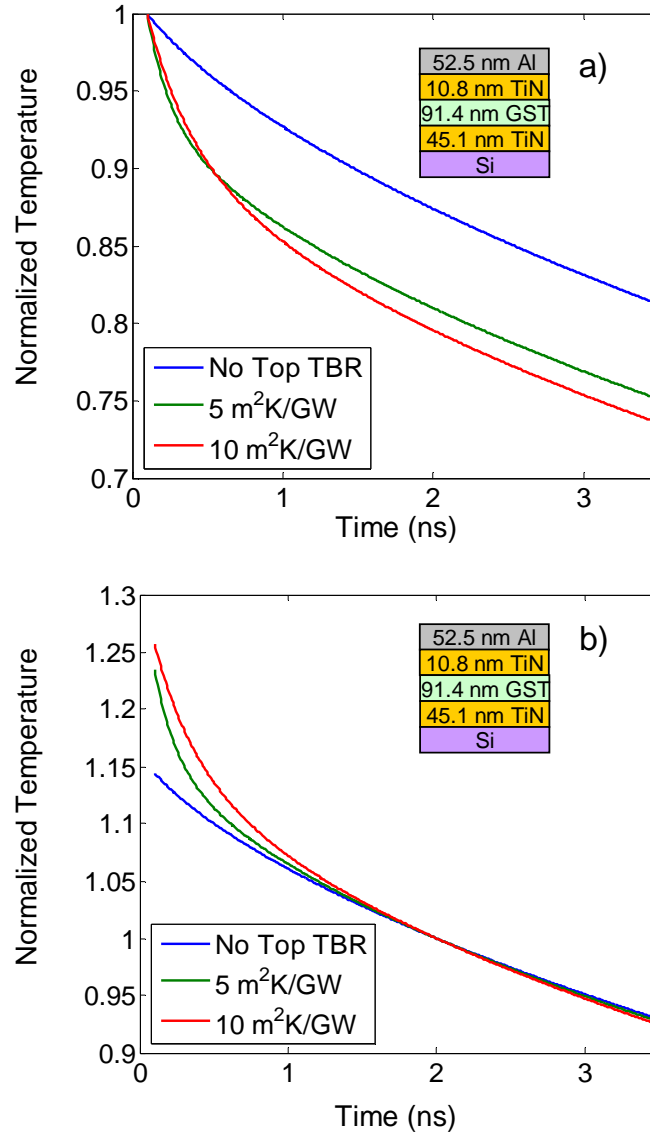 1
0.95
0.9
0.85
0.8
0.75
0.7
Normalized Temperature
52.5 nm Al
10.8 nm TiN
91.4 nm GST
45.1 nm TiN
Si
a)
No Top TBR
5 m²K/GW
10 m²K/GW
0
1
2
3
Time (ns)
1.3
1.25
1.2
1.15
1.1
1.05
1
0.95
0.9
Normalized Temperature
52.5 nm Al
10.8 nm TiN
91.4 nm GST
45.1 nm TiN
Si
b)
No Top TBR
5 m²K/GW
10 m²K/GW
0
1
2
3
Time (ns)